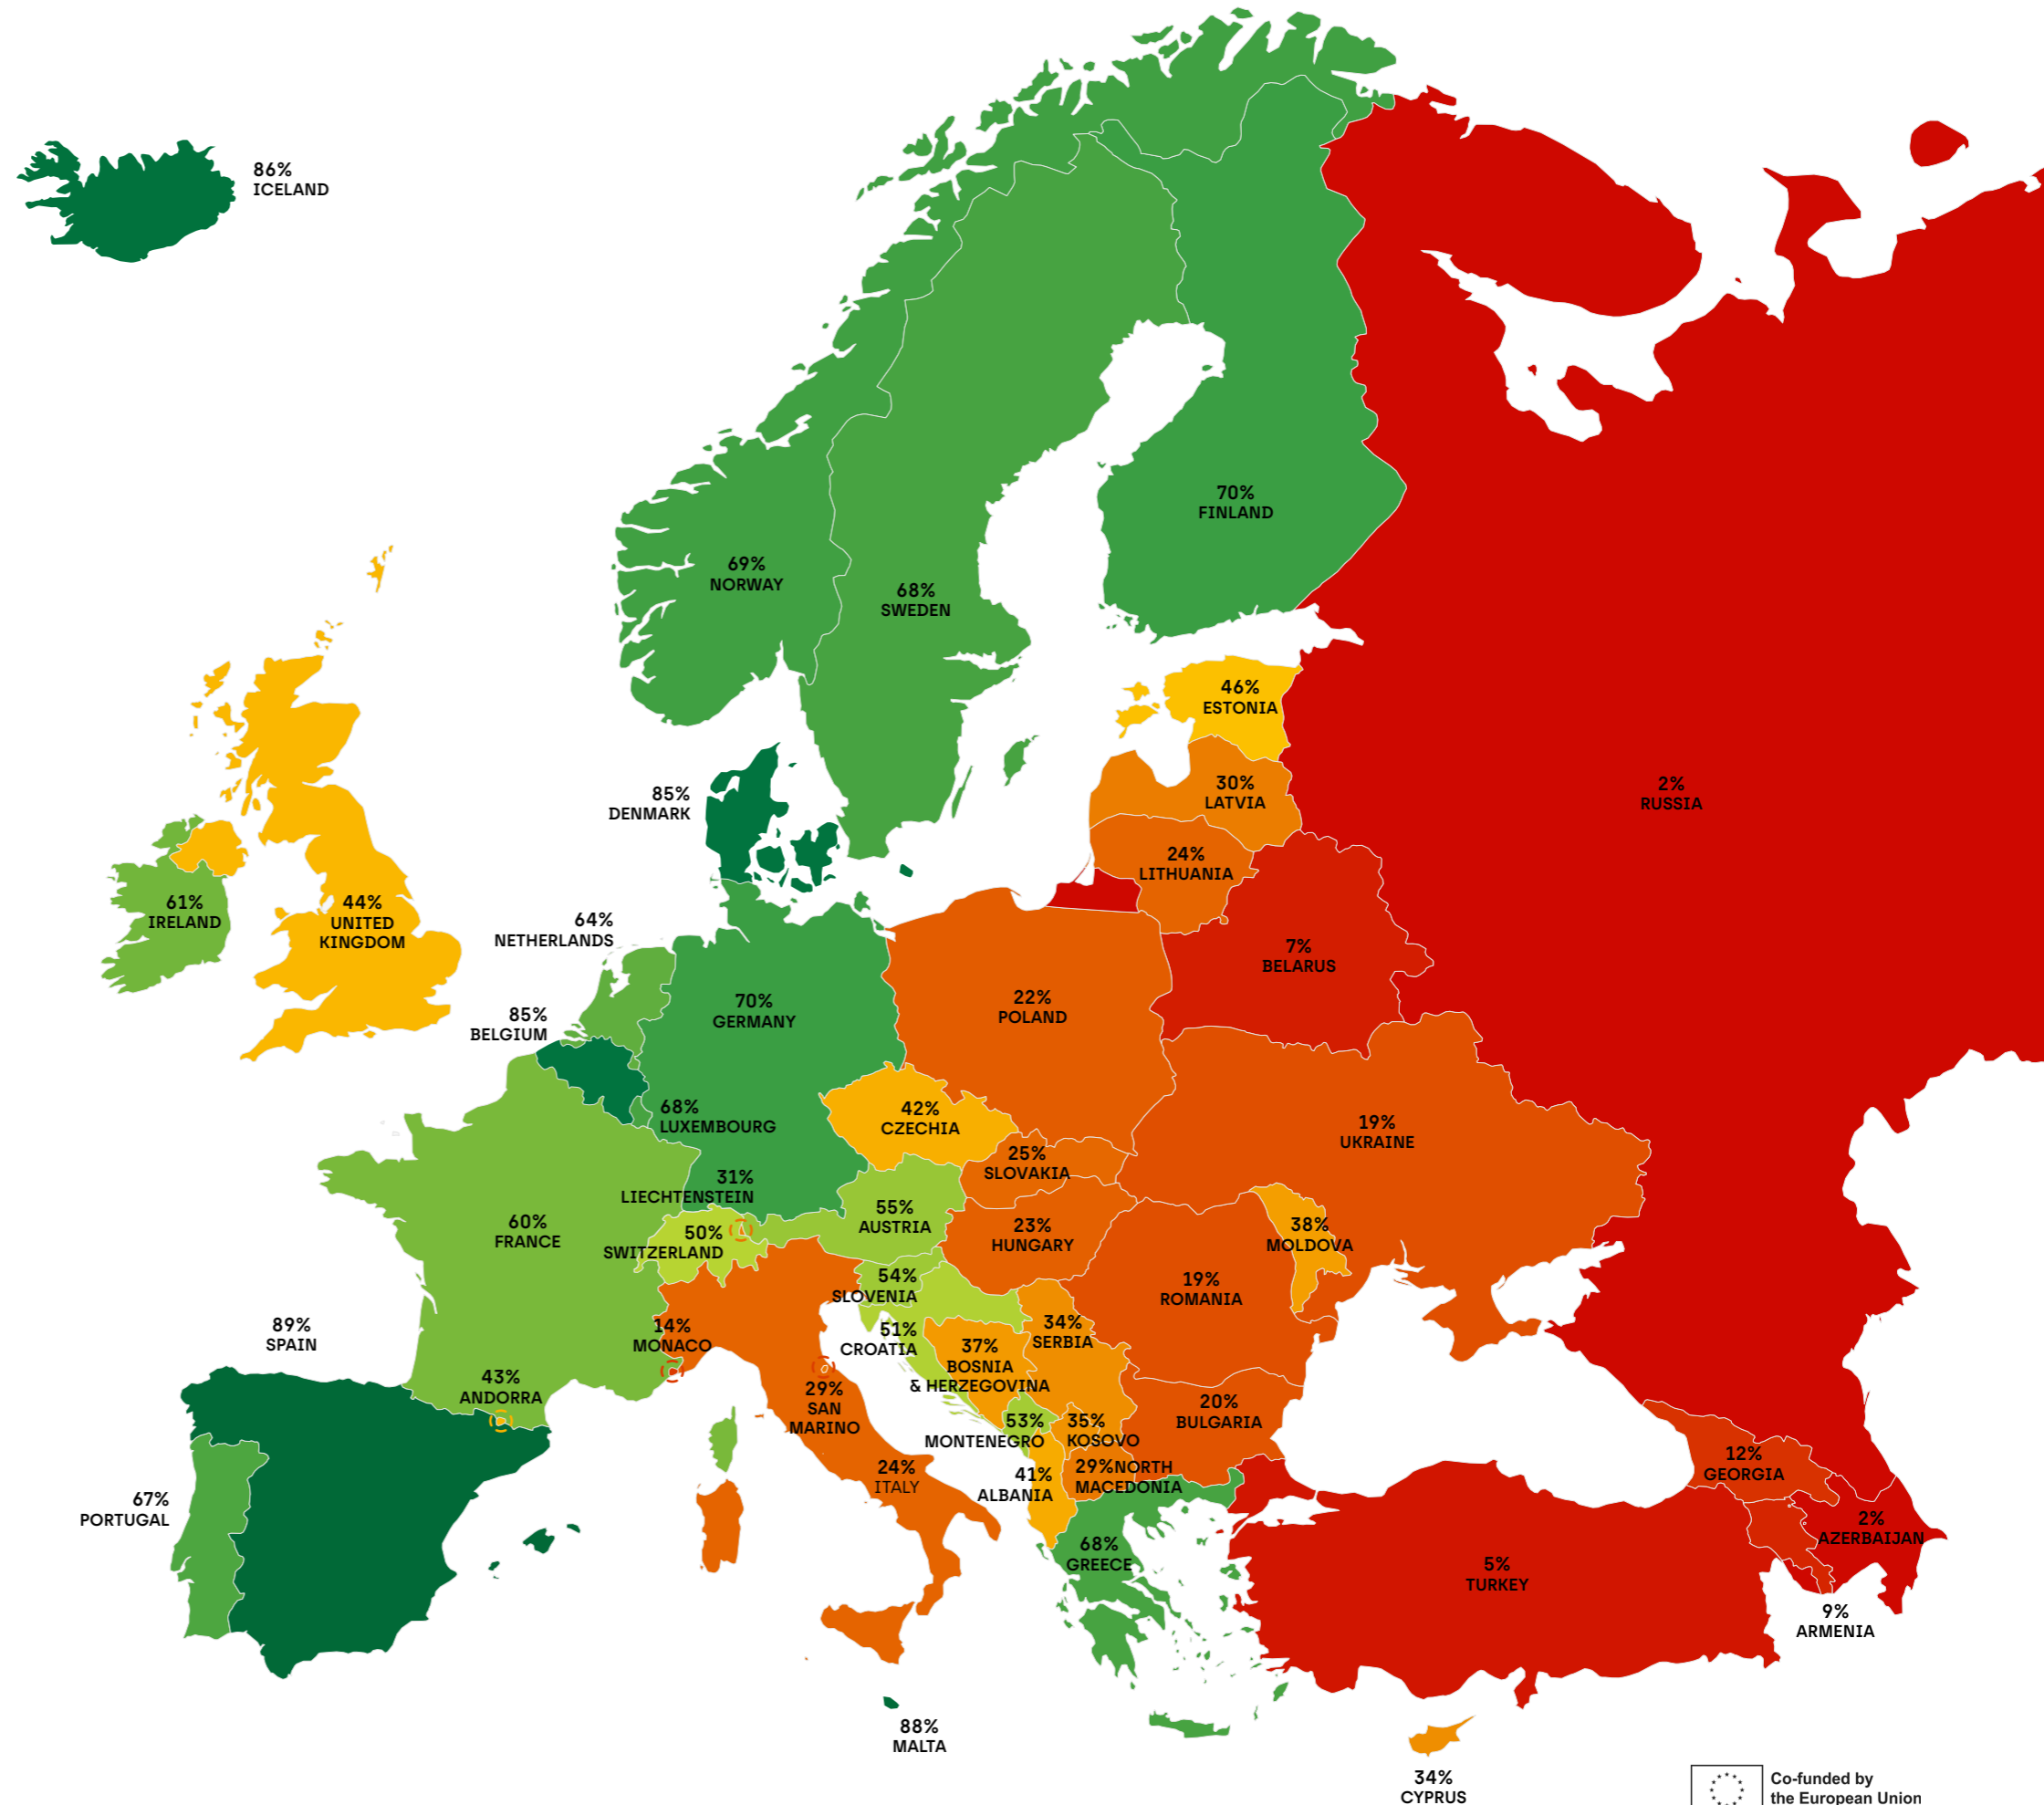 86%
ICELAND
70%
FINLAND
69%
NORWAY
68%
SWEDEN
46%
ESTONIA
85%
DENMARK
30%
LATVIA
2%
RUSSIA
24%
LITHUANIA
61%
IRELAND
44%
UNITED
KINGDOM
64%
NETHERLANDS
7%
BELARUS
70%
GERMANY
22%
POLAND
85%
BELGIUM
68%
LUXEMBOURG
42%
CZECHIA
19%
UKRAINE
25%
SLOVAKIA
31%
LIECHTENSTEIN
55%
AUSTRIA
60%
FRANCE
50%
SWITZERLAND
23%
HUNGARY
38%
MOLDOVA
54%
SLOVENIA
19%
ROMANIA
89%
SPAIN
14%
MONACO
51%
CROATIA
34%
SERBIA
37%
BOSNIA
& HERZEGOVINA
43%
ANDORRA
29%
SAN
MARINO
20%
BULGARIA
53%
MONTENEGRO
35%
KOSOVO
12%
GEORGIA
24%
ITALY
41%
ALBANIA
29%NORTH
MACEDONIA
67%
PORTUGAL
2%
AZERBAIJAN
68%
GREECE
5%
TURKEY
9%
ARMENIA
88%
MALTA
34%
CYPRUS
Co-funded by
the European Union